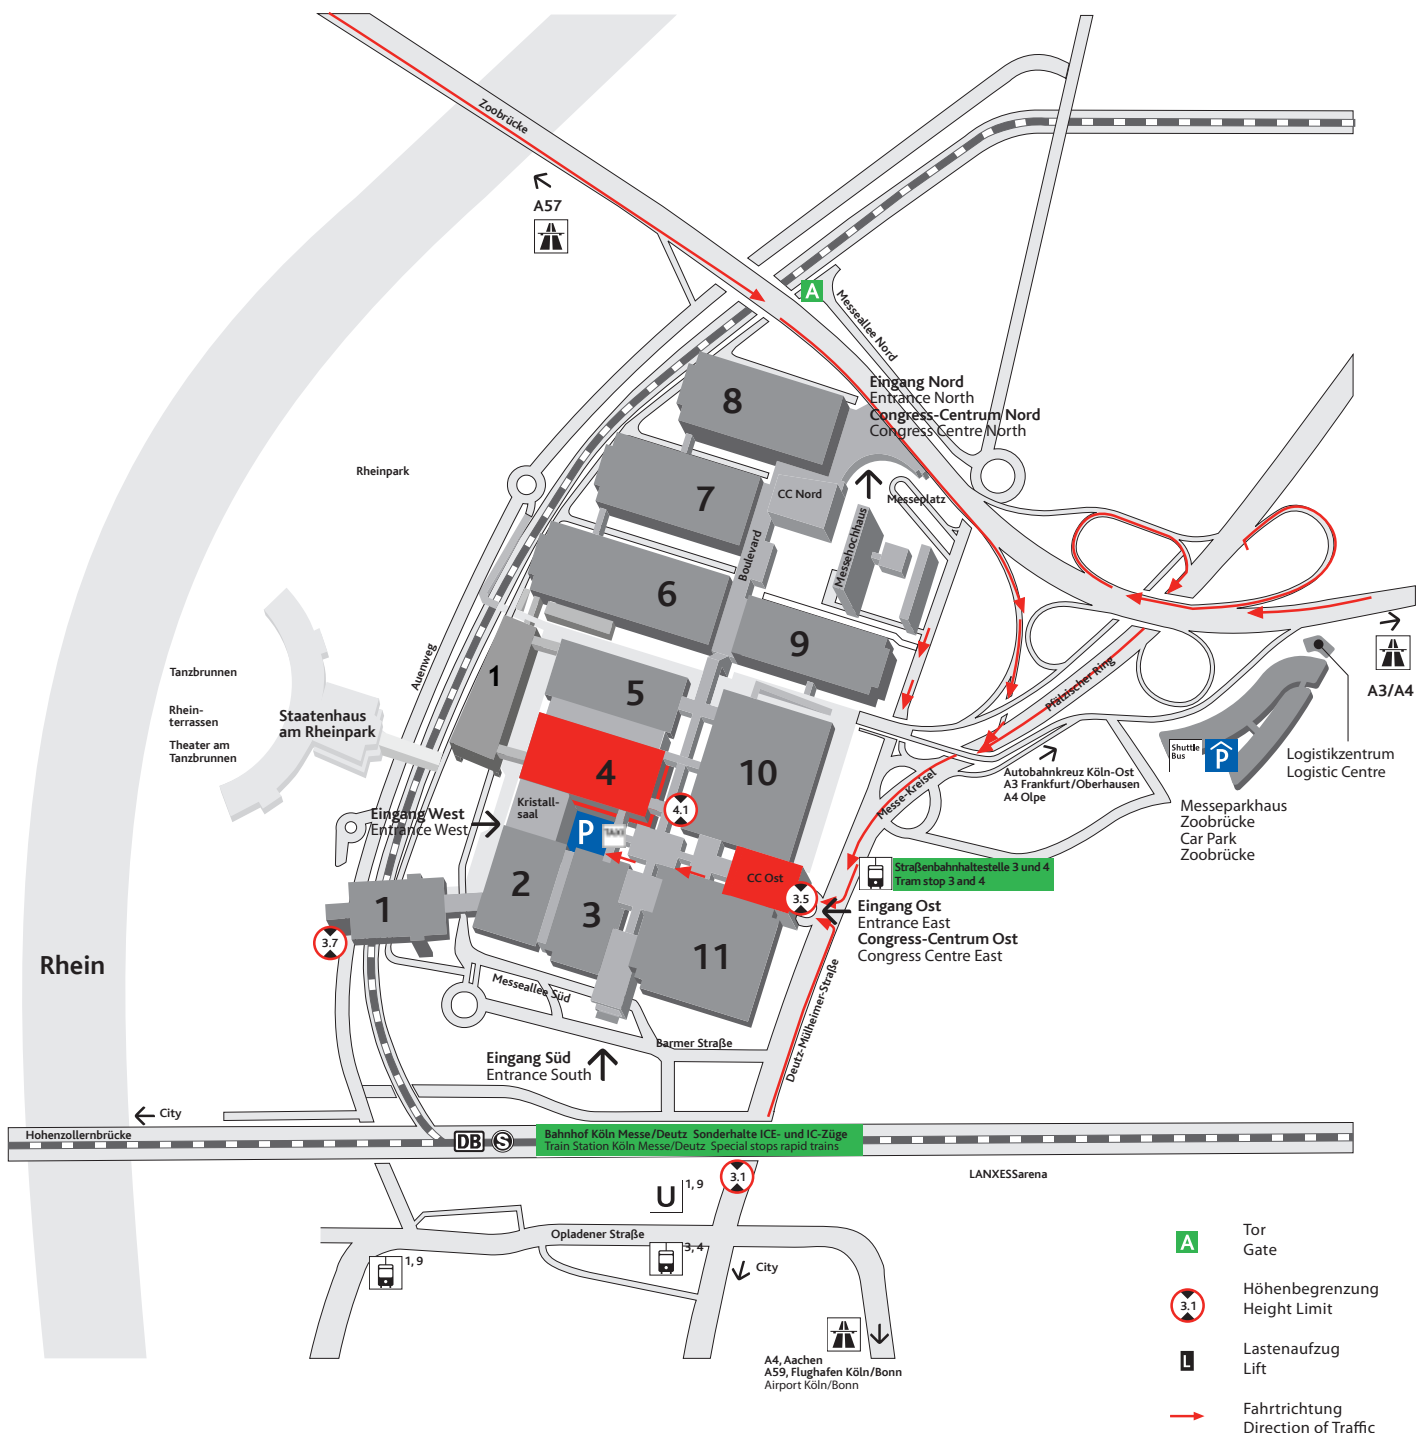 Zoobrücke
A57
A
Messeallee Nord
Eingang Nord
Entrance North
Congress-Centrum Nord
Congress Centre North
8
Rheinpark
7
CC Nord
Messeplatz
Messehochhaus
Boulevard
6
9
Auenweg
1
5
Tanzbrunnen
Rhein-
terrassen
Theater am
Tanzbrunnen
Staatenhaus
am Rheinpark
Pfälzischer Ring
A3/A4
4
10
Shuttle
Bus
P
Logistikzentrum
Logistic Centre
Autobahnkreuz Köln-Ost
A3 Frankfurt/Oberhausen
A4 Olpe
Messe-Kreisel
Messeparkhaus
Zoobrücke
Car Park
Zoobrücke
Kristall-
saal
4.1
Eingang West
Entrance West
P
TAXI
2
3
CC Ost
3.5
Straßenbahnhaltestelle 3 und 4
Tram stop 3 and 4
Eingang Ost
Entrance East
Congress-Centrum Ost
Congress Centre East
1
3.7
11
Rhein
Messeallee Süd
Deutz-Mülheimer-Straße
Barmer Straße
Eingang Süd
Entrance South
City
Hohenzollernbrücke
DB
S
Bahnhof Köln Messe/Deutz Sonderhalte ICE- und IC-Züge
Train Station Köln Messe/Deutz Special stops rapid trains
3.1
LANXESSarena
U
1, 9
Opladener Straße
1, 9
3, 4
City
A4, Aachen
A59, Flughafen Köln/Bonn
Airport Köln/Bonn
A
Tor
Gate
3.1
Höhenbegrenzung
Height Limit
L
Lastenaufzug
Lift
Fahrtrichtung
Direction of Traffic